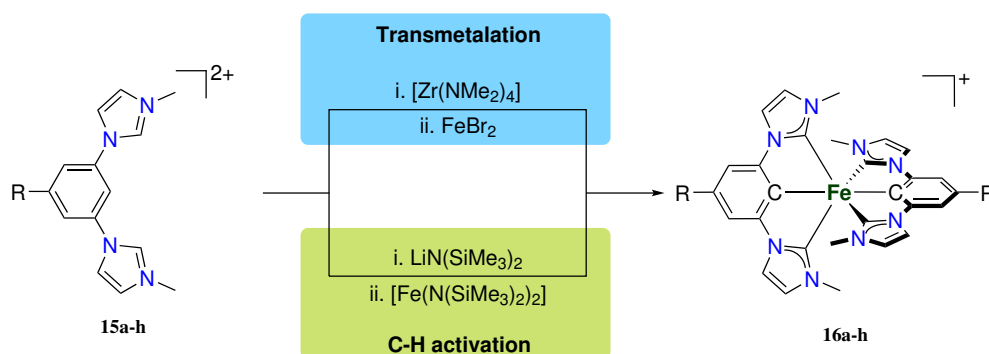 Transmetalation
i. [Zr(NMe₂)₄]
ii. FeBr₂
i. LiN(SiMe₃)₂
ii. [Fe(N(SiMe₃)₂)₂]
C-H activation
2+
N
N
R
N
N
15a-h
+
N
N
R
C
Fe
C
R
N
N
N
N
N
N
16a-h